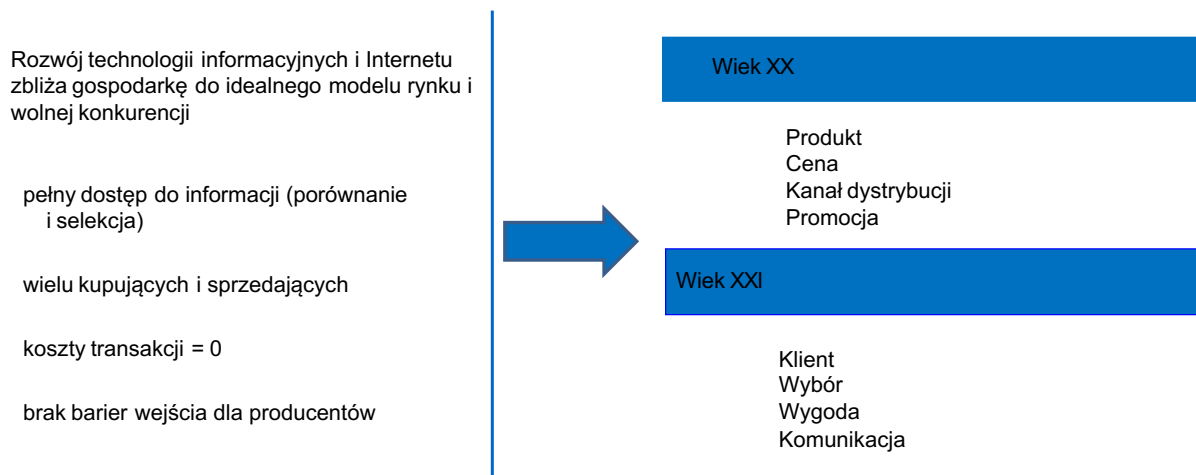 Rozwój technologii informacyjnych i Internetu
zbliża gospodarkę do idealnego modelu rynku i
wolnej konkurencji
pełny dostęp do informacji (porównanie
i selekcja)
wielu kupujących i sprzedających
koszty transakcji = 0
brak barier wejścia dla producentów
Wiek XX
Produkt
Cena
Kanał dystrybucji
Promocja
Wiek XXI
Klient
Wybór
Wygoda
Komunikacja